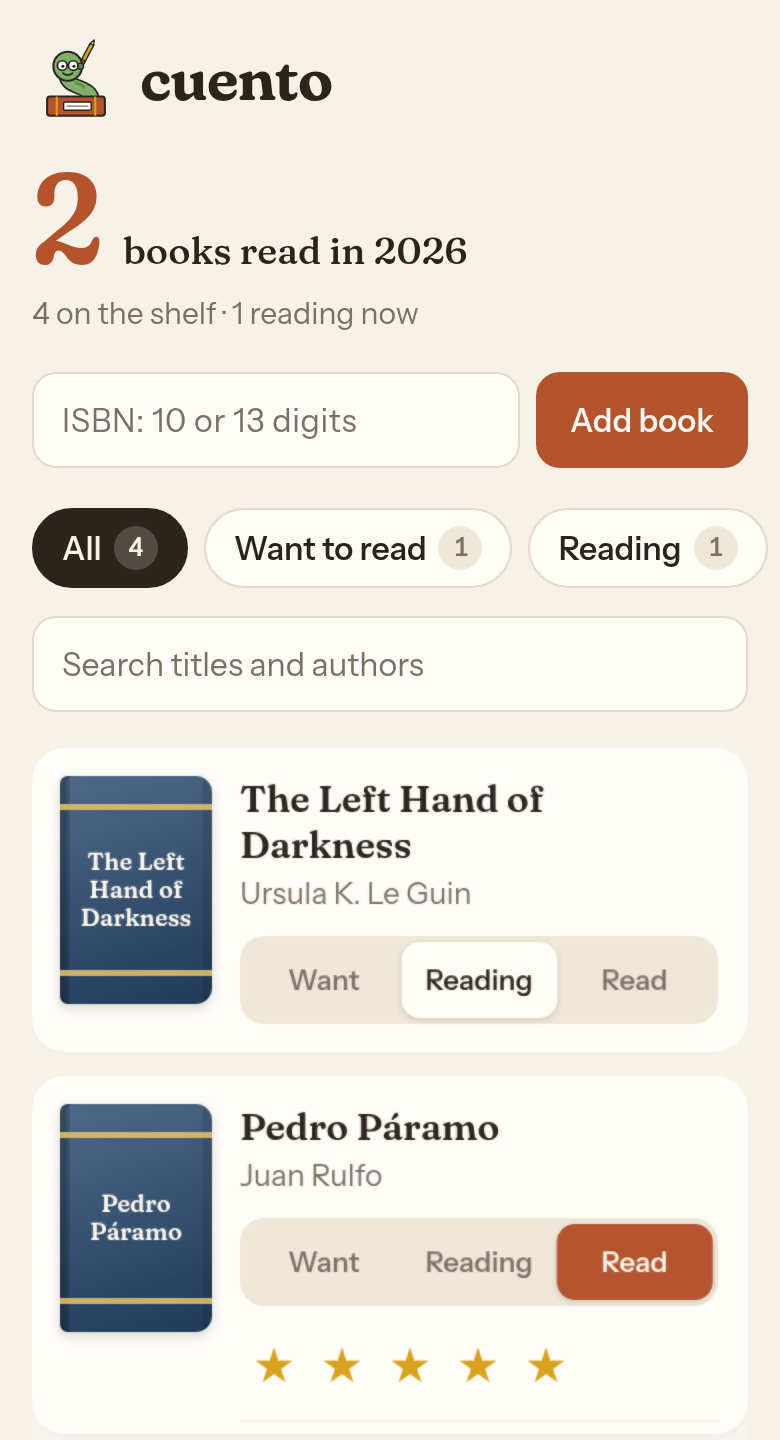 cuento
2 books read in 2026
4 on the shelf · 1 reading now
ISBN: 10 or 13 digits
Add book
All 4
Want to read 1
Reading 1
Search titles and authors
The Left
Hand of
Darkness
The Left Hand of
Darkness
Ursula K. Le Guin
Want Reading Read
Pedro
Páramo
Pedro Páramo
Juan Rulfo
Want Reading Read